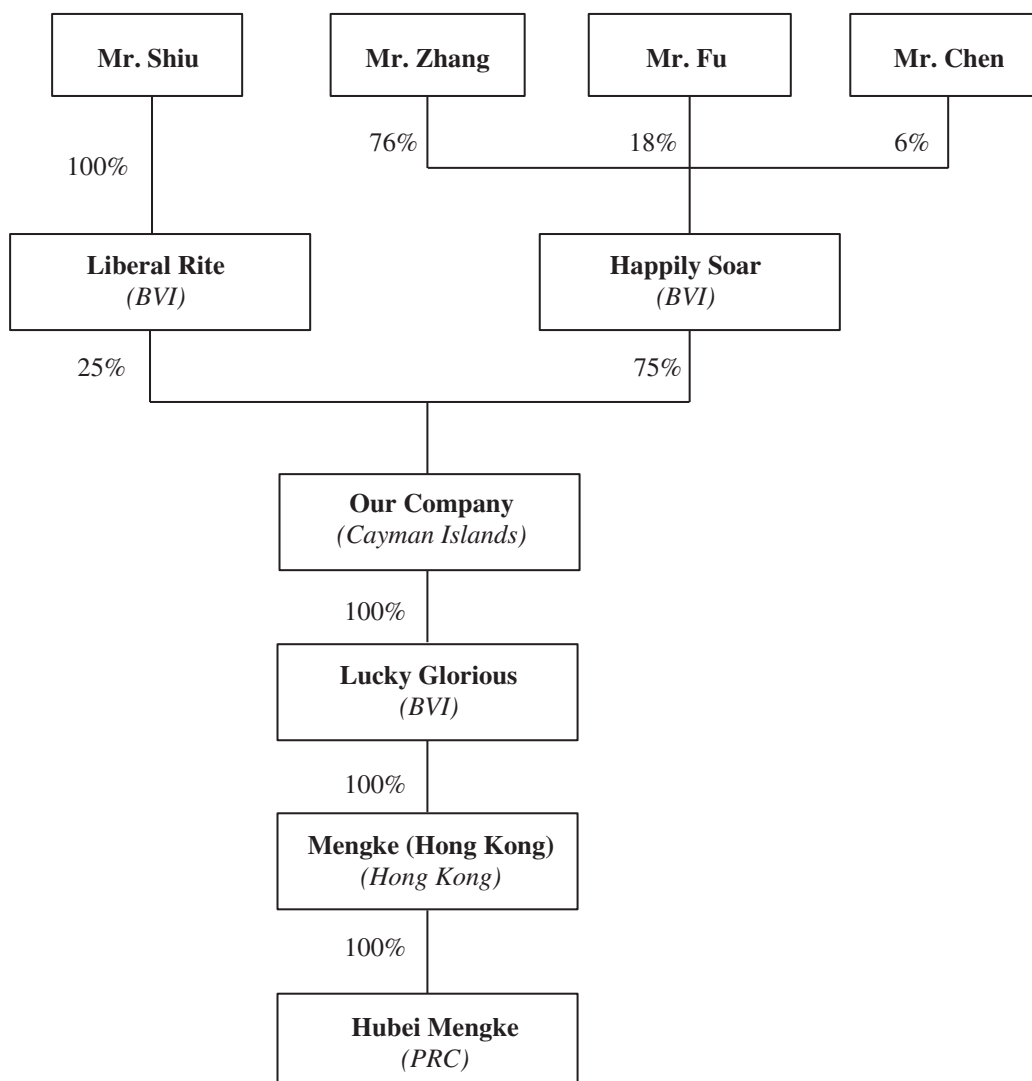 Mr. Shiu
Mr. Zhang
Mr. Fu
Mr. Chen
76%
18%
6%
100%
Liberal Rite
(BVI)
Happily Soar
(BVI)
25%
75%
Our Company
(Cayman Islands)
100%
Lucky Glorious
(BVI)
100%
Mengke (Hong Kong)
(Hong Kong)
100%
Hubei Mengke
(PRC)